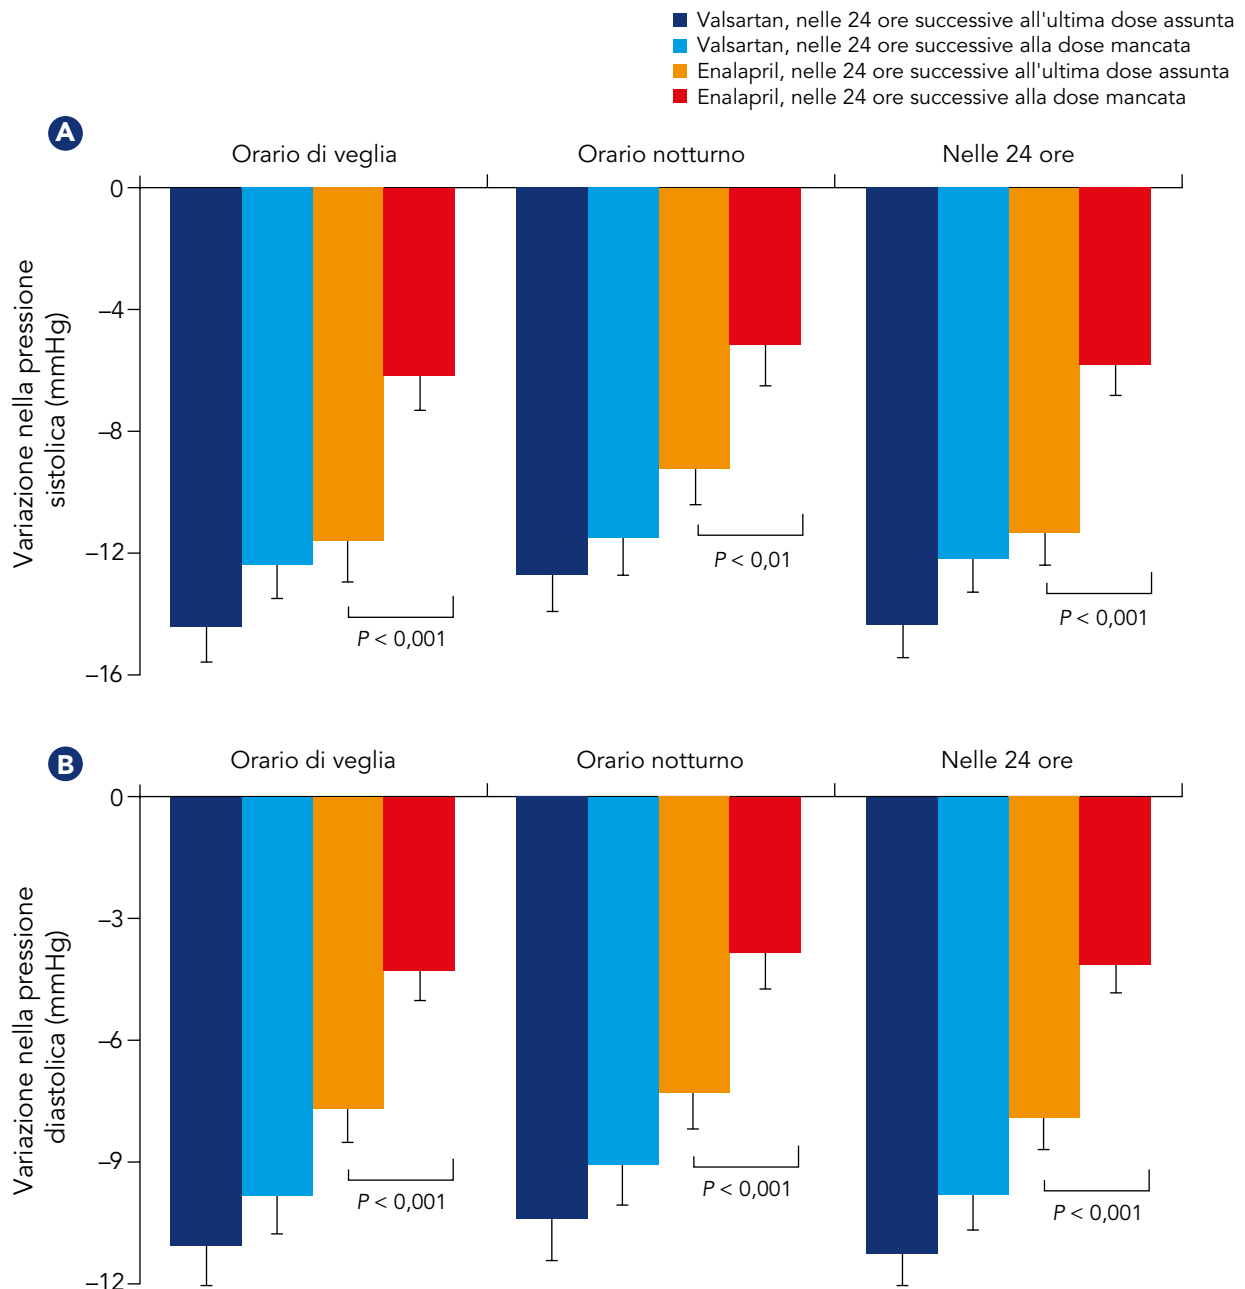 Valsartan, nelle 24 ore successive all'ultima dose assunta
Valsartan, nelle 24 ore successive alla dose mancata
Enalapril, nelle 24 ore successive all'ultima dose assunta
Enalapril, nelle 24 ore successive alla dose mancata
A
Orario di veglia
Orario notturno
Nelle 24 ore
Variazione nella pressione
sistolica (mmHg)
0
–4
–8
–12
–16
P < 0,001
P < 0,01
P < 0,001
B
Orario di veglia
Orario notturno
Nelle 24 ore
Variazione nella pressione
diastolica (mmHg)
0
–3
–6
–9
–12
P < 0,001
P < 0,001
P < 0,001